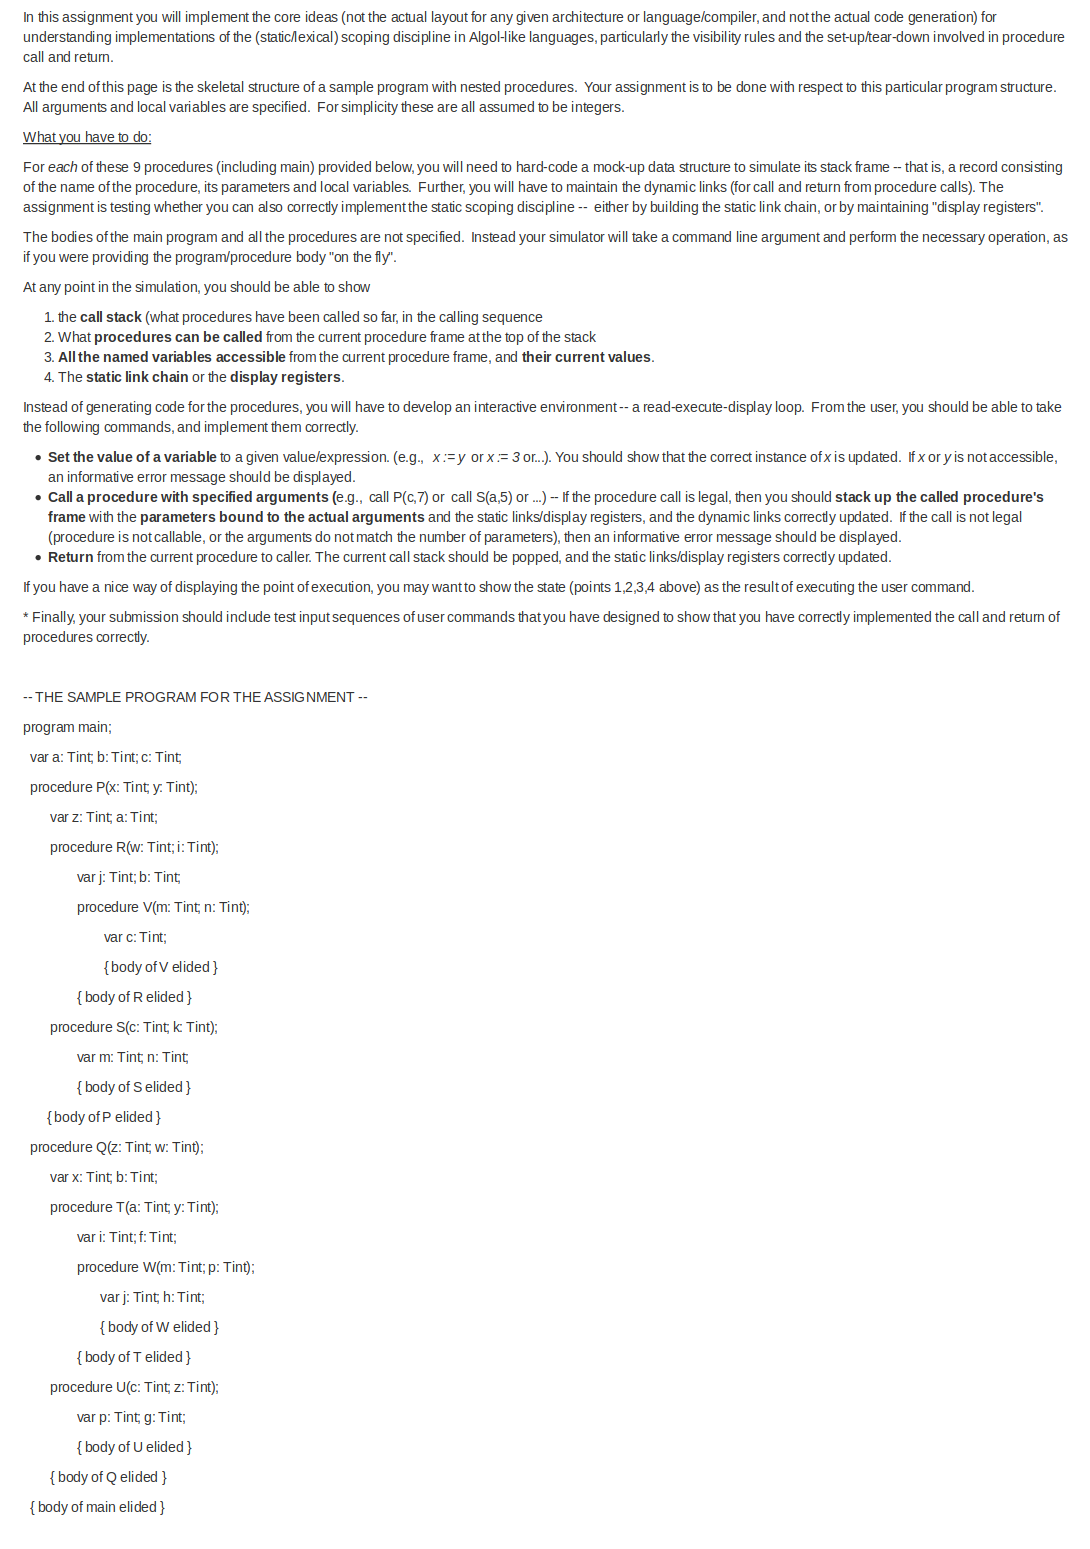 In this assignment you will implement the core ideas (not the actual layout for any given architecture or language/compiler, and not the actual code generation) for
understanding implementations of the (static/lexical) scoping discipline in Algol-like languages, particularly the visibility rules and the set-up/tear-down involved in procedure
call and return.
At the end of this page is the skeletal structure of a sample program with nested procedures.  Your assignment is to be done with respect to this particular program structure.
All arguments and local variables are specified.  For simplicity these are all assumed to be integers.
What you have to do:
For each of these 9 procedures (including main) provided below, you will need to hard-code a mock-up data structure to simulate its stack frame -- that is, a record consisting
of the name of the procedure, its parameters and local variables.  Further, you will have to maintain the dynamic links (for call and return from procedure calls). The
assignment is testing whether you can also correctly implement the static scoping discipline --  either by building the static link chain, or by maintaining "display registers".
The bodies of the main program and all the procedures are not specified.  Instead your simulator will take a command line argument and perform the necessary operation, as
if you were providing the program/procedure body "on the fly".
At any point in the simulation, you should be able to show
1. the call stack (what procedures have been called so far, in the calling sequence
2. What procedures can be called from the current procedure frame at the top of the stack
3. All the named variables accessible from the current procedure frame, and their current values.
4. The static link chain or the display registers.
Instead of generating code for the procedures, you will have to develop an interactive environment -- a read-execute-display loop.  From the user, you should be able to take
the following commands, and implement them correctly.
• Set the value of a variable to a given value/expression. (e.g.,  x := y  or x := 3 or...). You should show that the correct instance of x is updated.  If x or y is not accessible,
an informative error message should be displayed.
• Call a procedure with specified arguments (e.g.,  call P(c,7) or  call S(a,5) or ...) -- If the procedure call is legal, then you should stack up the called procedure's
frame with the parameters bound to the actual arguments and the static links/display registers, and the dynamic links correctly updated.  If the call is not legal
(procedure is not callable, or the arguments do not match the number of parameters), then an informative error message should be displayed.
• Return from the current procedure to caller. The current call stack should be popped, and the static links/display registers correctly updated.
If you have a nice way of displaying the point of execution, you may want to show the state (points 1,2,3,4 above) as the result of executing the user command.
* Finally, your submission should include test input sequences of user commands that you have designed to show that you have correctly implemented the call and return of
procedures correctly.
-- THE SAMPLE PROGRAM FOR THE ASSIGNMENT --
program main;
var a: Tint; b: Tint; c: Tint;
procedure P(x: Tint; y: Tint);
var z: Tint; a: Tint;
procedure R(w: Tint; i: Tint);
var j: Tint; b: Tint;
procedure V(m: Tint; n: Tint);
var c: Tint;
{ body of V elided }
{ body of R elided }
procedure S(c: Tint; k: Tint);
var m: Tint; n: Tint;
{ body of S elided }
{ body of P elided }
procedure Q(z: Tint; w: Tint);
var x: Tint; b: Tint;
procedure T(a: Tint; y: Tint);
var i: Tint; f: Tint;
procedure W(m: Tint; p: Tint);
var j: Tint; h: Tint;
{ body of W elided }
{ body of T elided }
procedure U(c: Tint; z: Tint);
var p: Tint; g: Tint;
{ body of U elided }
{ body of Q elided }
{ body of main elided }